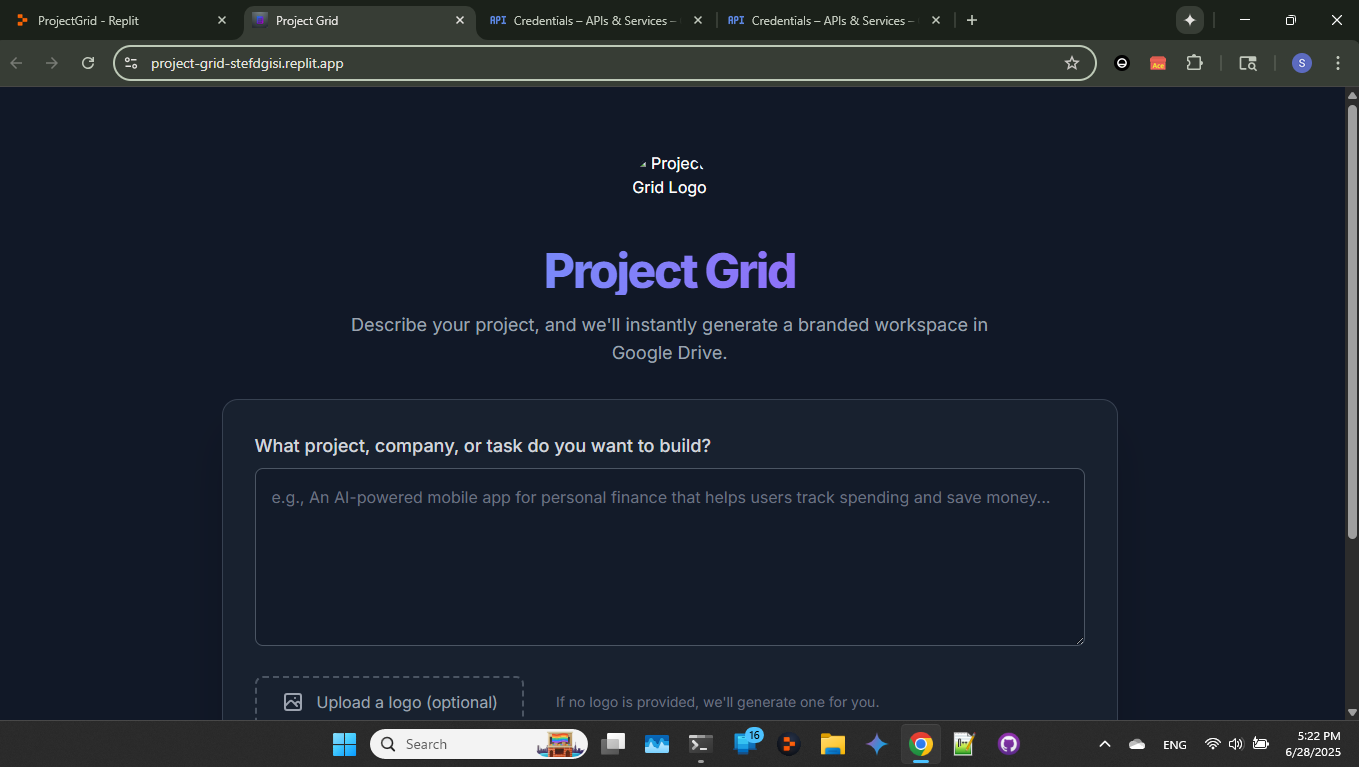 ProjectGrid - Replit
Project Grid
API Credentials – APIs & Services –
API Credentials – APIs & Services –
project-grid-stefdgisi.replit.app
Ace
S
Project
Grid Logo
Project Grid
Describe your project, and we'll instantly generate a branded workspace in
Google Drive.
What project, company, or task do you want to build?
e.g., An AI-powered mobile app for personal finance that helps users track spending and save money...
Upload a logo (optional)
If no logo is provided, we'll generate one for you.
Search
16
ENG
5:22 PM
6/28/2025